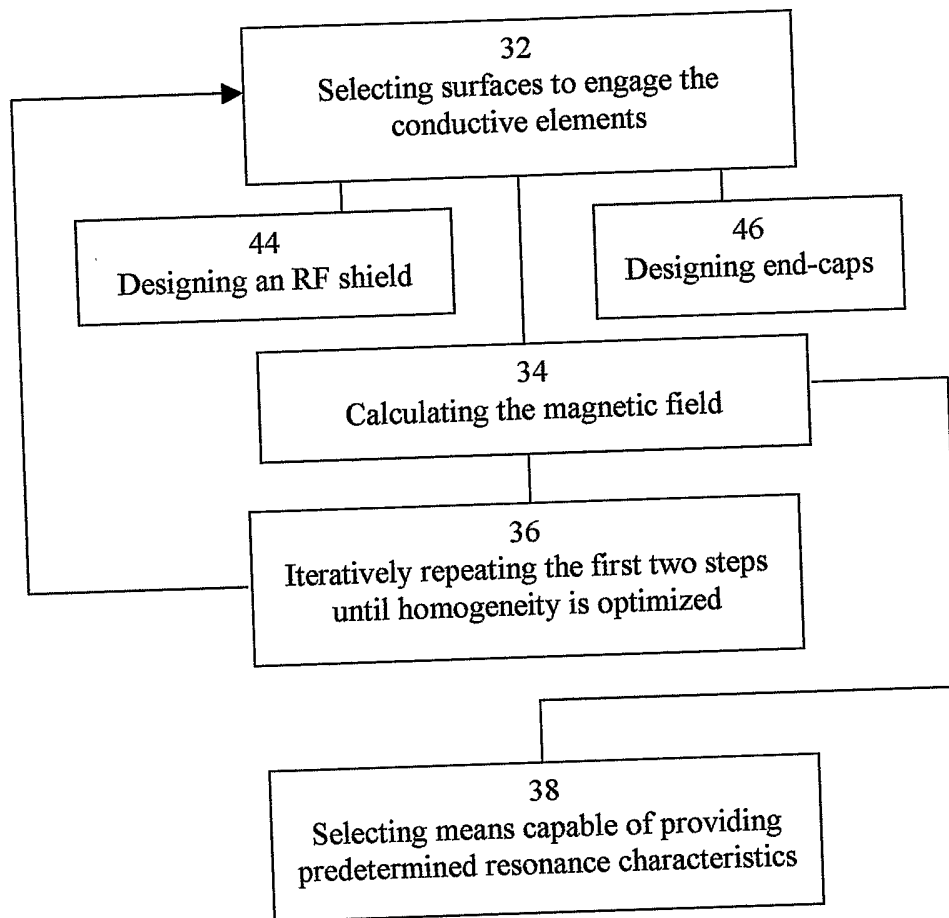 32
Selecting surfaces to engage the
conductive elements
44
Designing an RF shield
46
Designing end-caps
34
Calculating the magnetic field
36
Iteratively repeating the first two steps
until homogeneity is optimized
38
Selecting means capable of providing
predetermined resonance characteristics